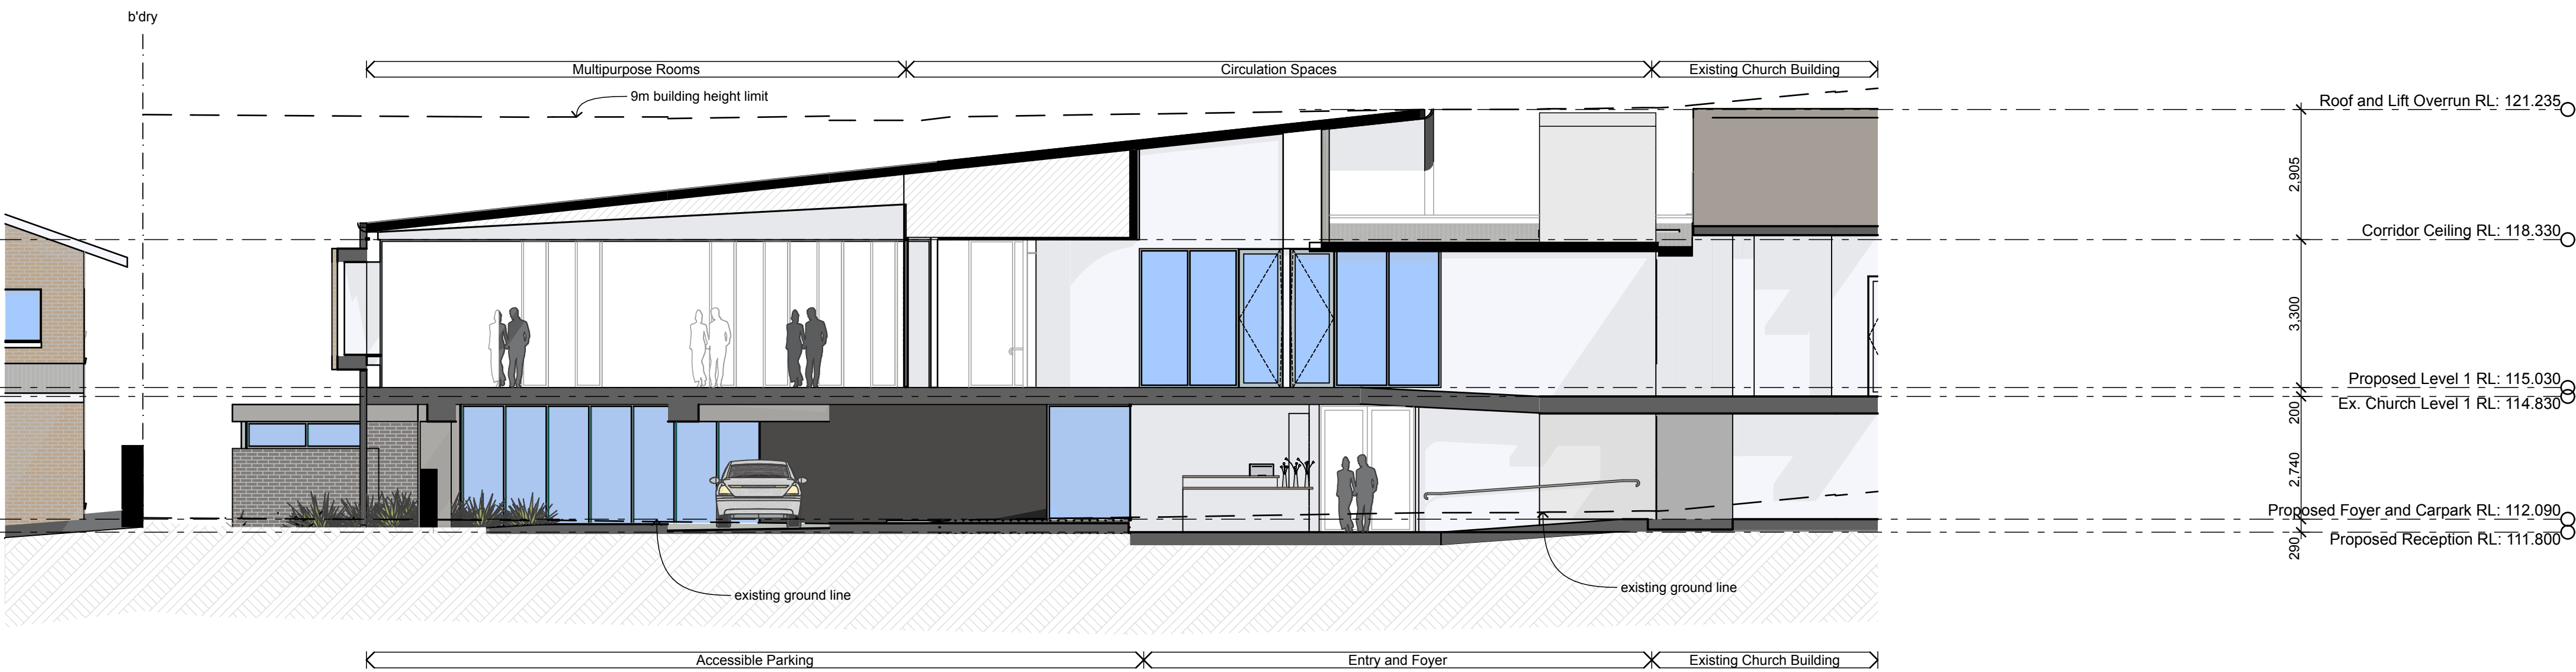 b'dry
Multipurpose Rooms
Circulation Spaces
Existing Church Building
9m building height limit
Roof and Lift Overrun RL: 121.235
2,905
Corridor Ceiling RL: 118.330
3,300
Proposed Level 1 RL: 115.030
200
Ex. Church Level 1 RL: 114.830
2,740
Proposed Foyer and Carpark RL: 112.090
290
Proposed Reception RL: 111.800
existing ground line
existing ground line
Accessible Parking
Entry and Foyer
Existing Church Building